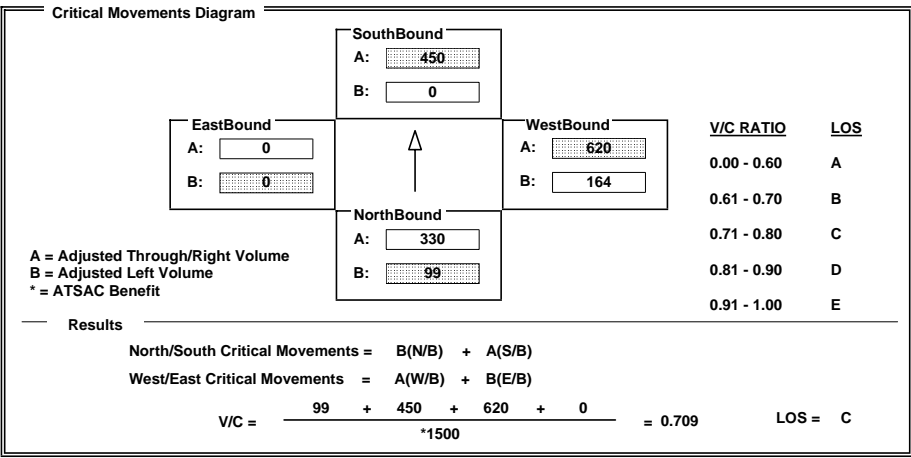 Critical Movements Diagram
SouthBound
A: 450
B: 0
EastBound
A: 0
B: 0
WestBound
A: 620
B: 164
NorthBound
A: 330
B: 99
V/C RATIO LOS
0.00 - 0.60 A
0.61 - 0.70 B
0.71 - 0.80 C
0.81 - 0.90 D
0.91 - 1.00 E
A = Adjusted Through/Right Volume
B = Adjusted Left Volume
* = ATSAC Benefit
Results
North/South Critical Movements = B(N/B) + A(S/B)
West/East Critical Movements = A(W/B) + B(E/B)
99 + 450 + 620 + 0
V/C = = 0.709 LOS = C
*1500